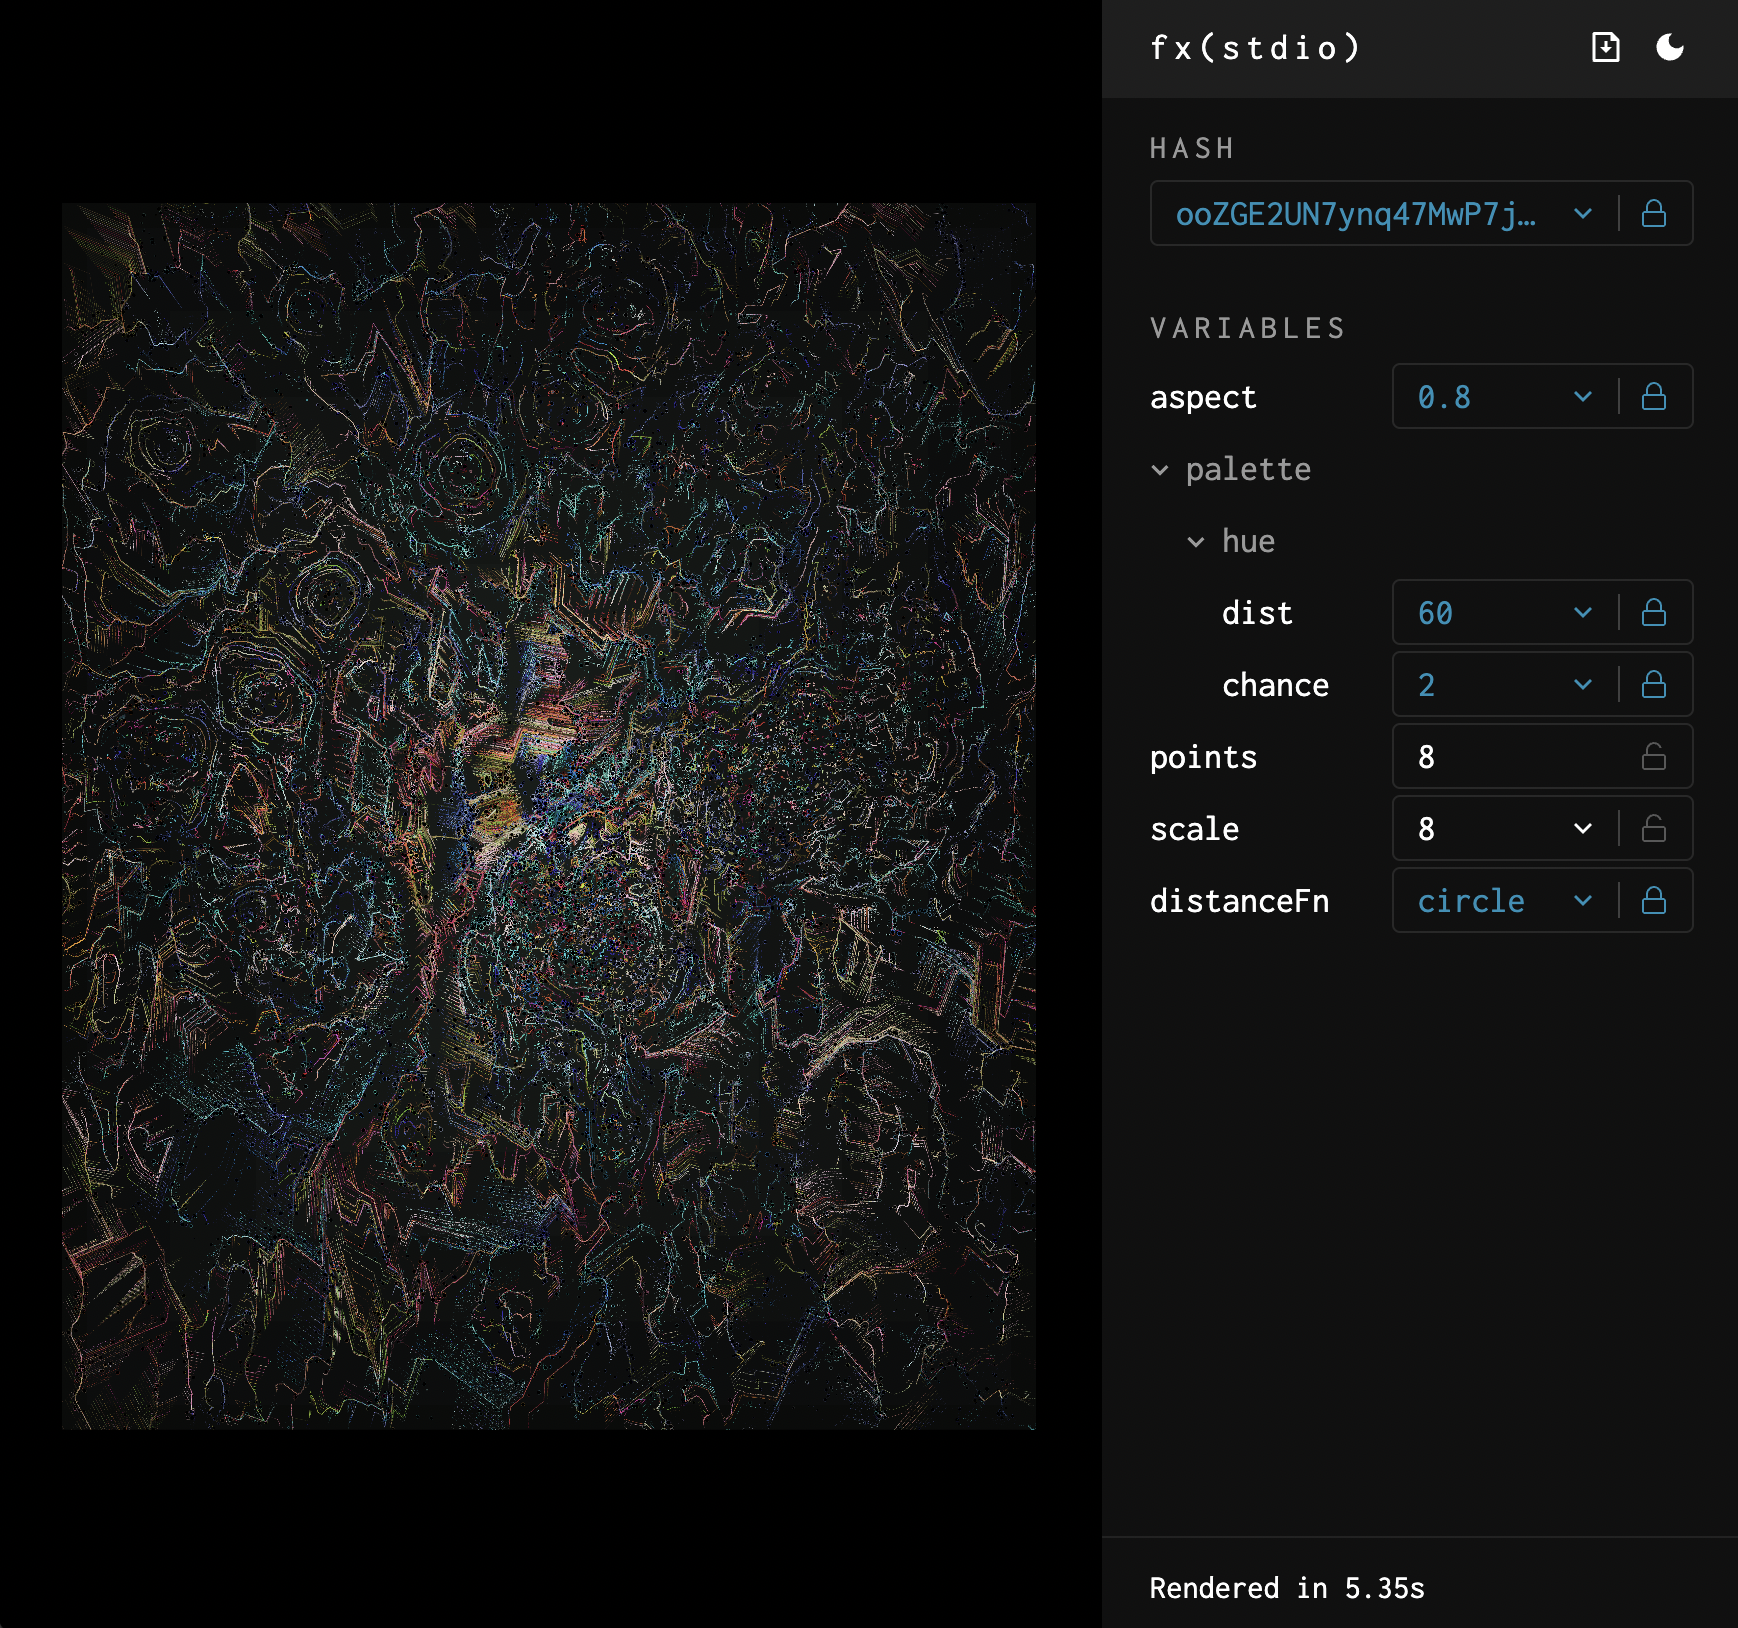 fx(stdio)
HASH
ooZGE2UN7ynq47MwP7j…
VARIABLES
aspect 0.8
palette
hue
dist 60
chance 2
points 8
scale 8
distanceFn circle
Rendered in 5.35s